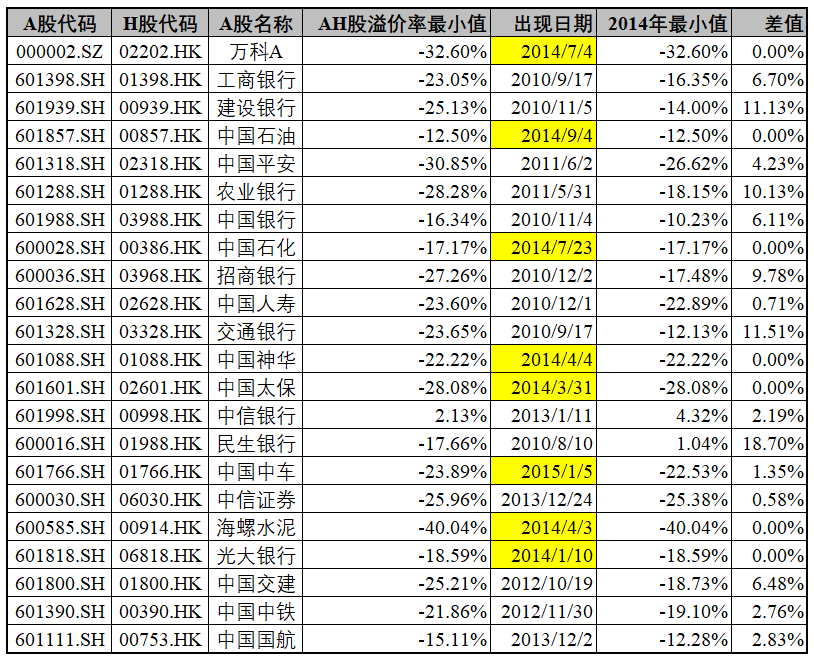 A股代码 H股代码 A股名称 AH股溢价率最小值 出现日期 2014年最小值 差值
000002.SZ 02202.HK 万科A -32.60% 2014/7/4 -32.60% 0.00%
601398.SH 01398.HK 工商银行 -23.05% 2010/9/17 -16.35% 6.70%
601939.SH 00939.HK 建设银行 -25.13% 2010/11/5 -14.00% 11.13%
601857.SH 00857.HK 中国石油 -12.50% 2014/9/4 -12.50% 0.00%
601318.SH 02318.HK 中国平安 -30.85% 2011/6/2 -26.62% 4.23%
601288.SH 01288.HK 农业银行 -28.28% 2011/5/31 -18.15% 10.13%
601988.SH 03988.HK 中国银行 -16.34% 2010/11/4 -10.23% 6.11%
600028.SH 00386.HK 中国石化 -17.17% 2014/7/23 -17.17% 0.00%
600036.SH 03968.HK 招商银行 -27.26% 2010/12/2 -17.48% 9.78%
601628.SH 02628.HK 中国人寿 -23.60% 2010/12/1 -22.89% 0.71%
601328.SH 03328.HK 交通银行 -23.65% 2010/9/17 -12.13% 11.51%
601088.SH 01088.HK 中国神华 -22.22% 2014/4/4 -22.22% 0.00%
601601.SH 02601.HK 中国太保 -28.08% 2014/3/31 -28.08% 0.00%
601998.SH 00998.HK 中信银行 2.13% 2013/1/11 4.32% 2.19%
600016.SH 01988.HK 民生银行 -17.66% 2010/8/10 1.04% 18.70%
601766.SH 01766.HK 中国中车 -23.89% 2015/1/5 -22.53% 1.35%
600030.SH 06030.HK 中信证券 -25.96% 2013/12/24 -25.38% 0.58%
600585.SH 00914.HK 海螺水泥 -40.04% 2014/4/3 -40.04% 0.00%
601818.SH 06818.HK 光大银行 -18.59% 2014/1/10 -18.59% 0.00%
601800.SH 01800.HK 中国交建 -25.21% 2012/10/19 -18.73% 6.48%
601390.SH 00390.HK 中国中铁 -21.86% 2012/11/30 -19.10% 2.76%
601111.SH 00753.HK 中国国航 -15.11% 2013/12/2 -12.28% 2.83%